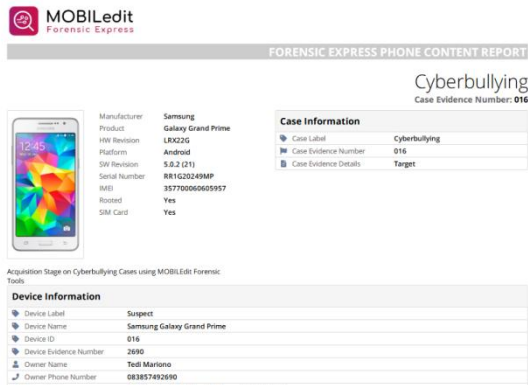 MOBILedit
Forensic Express
FORENSIC EXPRESS PHONE CONTENT REPORT
Cyberbullying
Case Evidence Number: 016
Manufacturer Samsung
Product Galaxy Grand Prime
HW Revision LRX22G
Platform Android
SW Revision 5.0.2 (21)
Serial Number RR1G20249MP
IMEI 357700060605957
Rooted Yes
SIM Card Yes
12:45
Case Information
Case Label Cyberbullying
Case Evidence Number 016
Case Evidence Details Target
Acquisition Stage on Cyberbullying Cases using MOBILEdit Forensic
Tools
Device Information
Device Label Suspect
Device Name Samsung Galaxy Grand Prime
Device ID 016
Device Evidence Number 2690
Owner Name Tedi Mariono
Owner Phone Number 083857492690